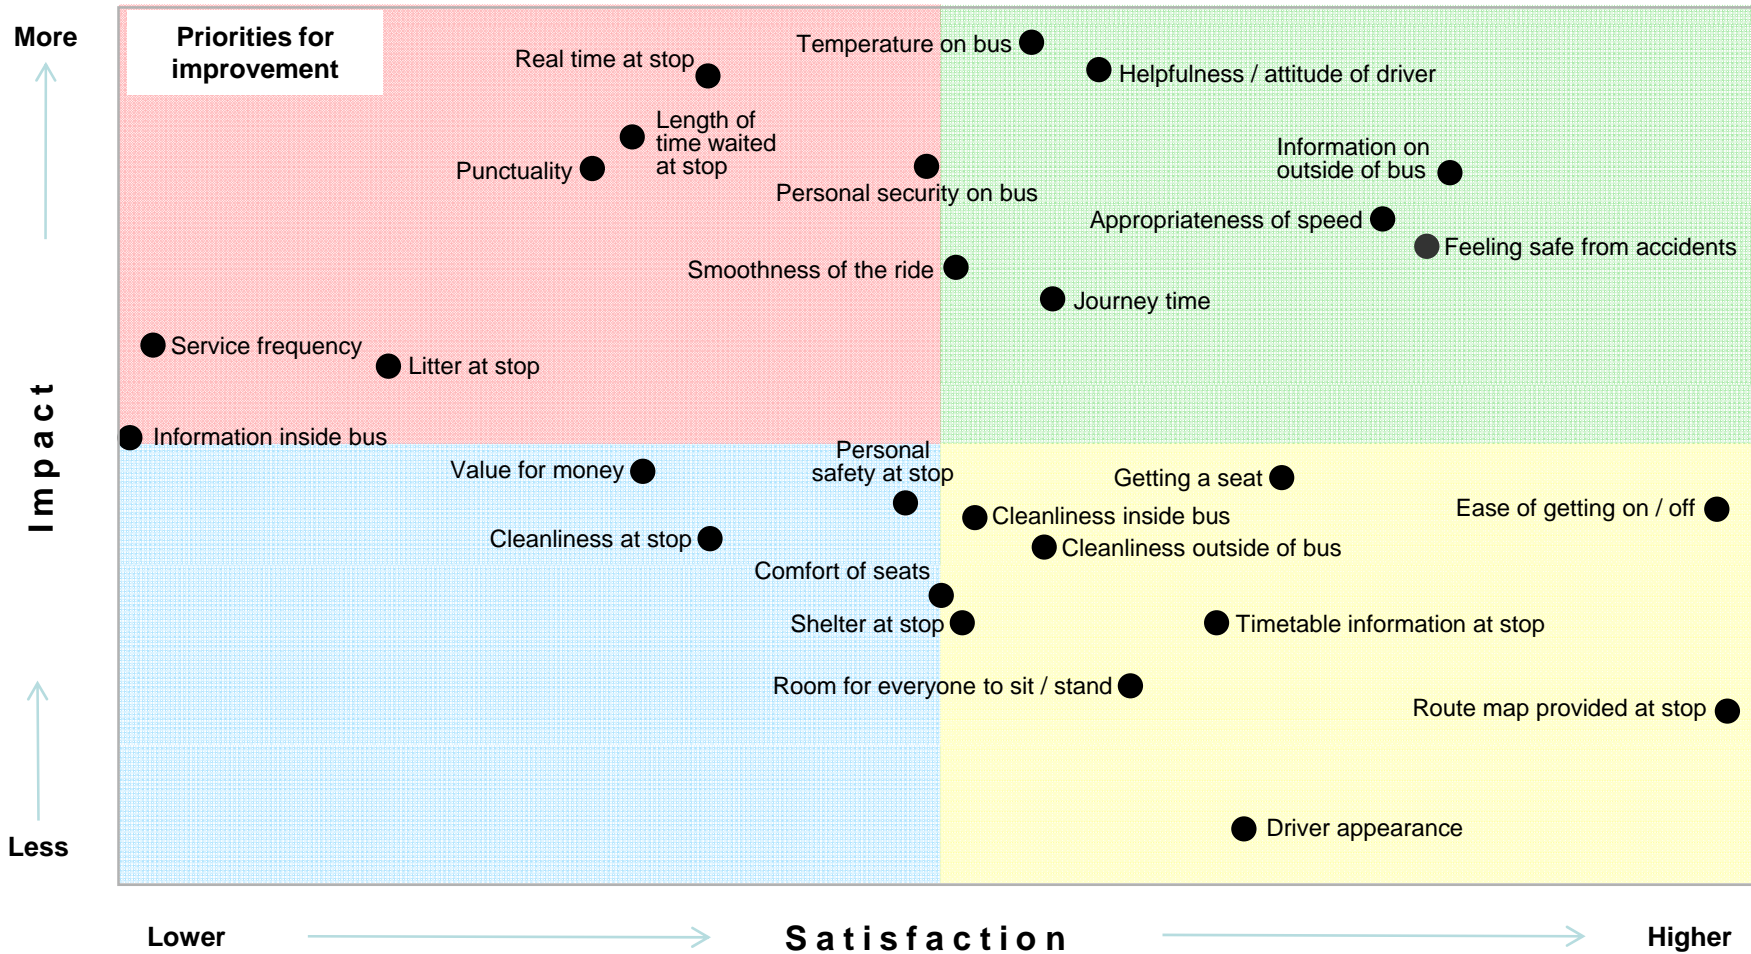 More
Priorities for
improvement
Real time at stop
Temperature on bus
Helpfulness / attitude of driver
Length of
time waited
at stop
Punctuality
Personal security on bus
Information on
outside of bus
Appropriateness of speed
Feeling safe from accidents
Smoothness of the ride
Journey time
Service frequency
Litter at stop
Information inside bus
Impact
Value for money
Personal
safety at stop
Getting a seat
Ease of getting on / off
Cleanliness inside bus
Cleanliness at stop
Cleanliness outside of bus
Comfort of seats
Shelter at stop
Timetable information at stop
Room for everyone to sit / stand
Route map provided at stop
Driver appearance
Less
Lower
Satisfaction
Higher